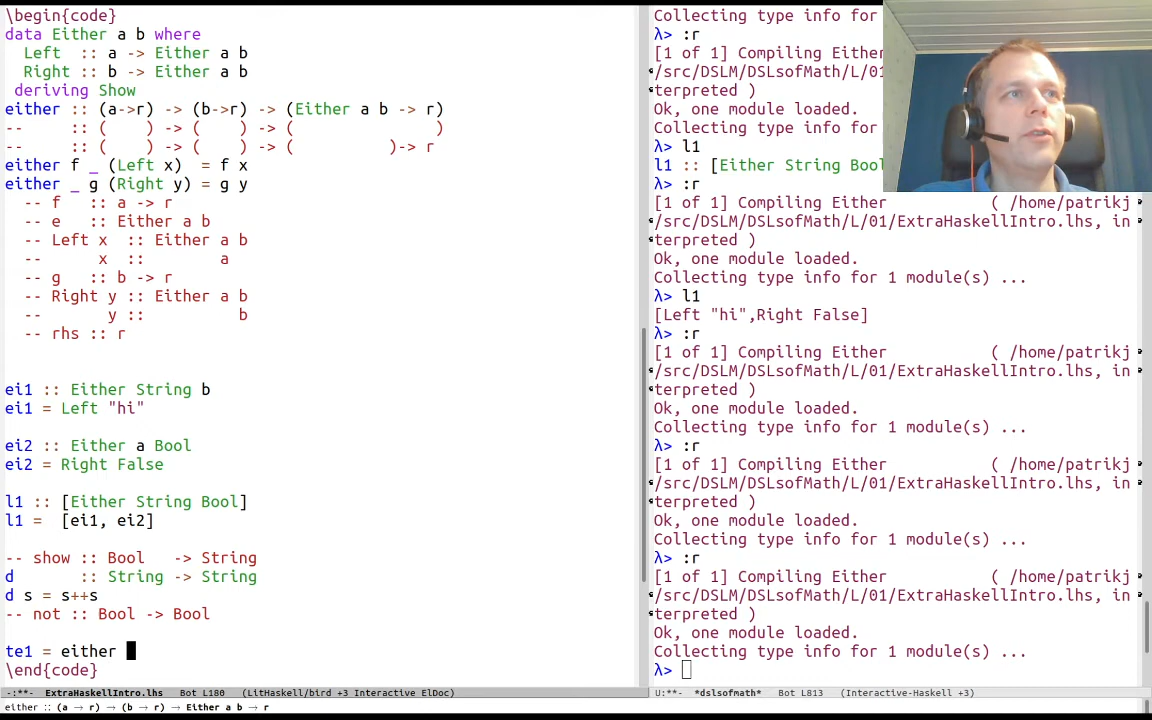 \begin{code}
data Either a b where
  Left  :: a -> Either a b
  Right :: b -> Either a b
 deriving Show
either :: (a->r) -> (b->r) -> (Either a b -> r)
--     :: (    ) -> (    ) -> (               )
--     :: (    ) -> (    ) -> (          )-> r
either f _ (Left x)  = f x
either _ g (Right y) = g y
  -- f   :: a -> r
  -- e   :: Either a b
  -- Left x  :: Either a b
  --      x  ::        a
  -- g   :: b -> r
  -- Right y :: Either a b
  --       y ::          b
  -- rhs :: r
ei1 :: Either String b
ei1 = Left "hi"
ei2 :: Either a Bool
ei2 = Right False
l1 :: [Either String Bool]
l1 =  [ei1, ei2]
-- show :: Bool   -> String
d       :: String -> String
d s = s++s
-- not :: Bool -> Bool
te1 = either
\end{code}
-:**-  ExtraHaskellIntro.lhs   Bot L180   (LitHaskell/bird +3 Interactive ElDoc)
either :: (a → r) → (b → r) → Either a b → r
Collecting type info for
λ> :r
[1 of 1] Compiling Either
/src/DSLM/DSLsofMath/L/01
terpreted )
Ok, one module loaded.
Collecting type info for
λ> l1
l1 :: [Either String Bool
λ> :r
[1 of 1] Compiling Either           ( /home/patrikj
/src/DSLM/DSLsofMath/L/01/ExtraHaskellIntro.lhs, in
terpreted )
Ok, one module loaded.
Collecting type info for 1 module(s) ...
λ> l1
[Left "hi",Right False]
λ> :r
[1 of 1] Compiling Either           ( /home/patrikj
/src/DSLM/DSLsofMath/L/01/ExtraHaskellIntro.lhs, in
terpreted )
Ok, one module loaded.
Collecting type info for 1 module(s) ...
λ> :r
[1 of 1] Compiling Either           ( /home/patrikj
/src/DSLM/DSLsofMath/L/01/ExtraHaskellIntro.lhs, in
terpreted )
Ok, one module loaded.
Collecting type info for 1 module(s) ...
λ> :r
[1 of 1] Compiling Either           ( /home/patrikj
/src/DSLM/DSLsofMath/L/01/ExtraHaskellIntro.lhs, in
terpreted )
Ok, one module loaded.
Collecting type info for 1 module(s) ...
λ>
U:**-  *dslsofmath*   Bot L813   (Interactive-Haskell +3)